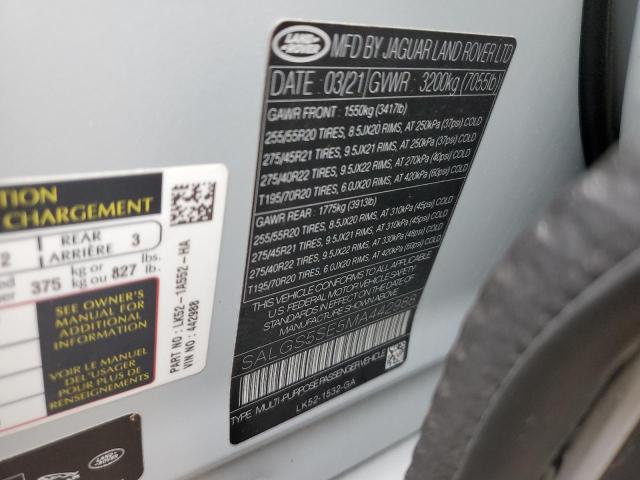 LAND ROVER
MFD BY JAGUAR LAND ROVER LTD
DATE : 03/21 GVWR : 3200kg (7055lb)
GAWR FRONT : 1550kg (3417lb)
255/55R20 TIRES, 8.5JX20 RIMS, AT 250kPa (37psi) COLD
275/45R21 TIRES, 9.5JX21 RIMS, AT 250kPa (37psi) COLD
275/40R22 TIRES, 9.5JX22 RIMS, AT 270kPa (40psi) COLD
T195/70R20 TIRES, 6.0JX20 RIMS, AT 420kPa (60psi) COLD
GAWR REAR : 1775kg (3913lb)
255/55R20 TIRES, 8.5JX20 RIMS, AT 310kPa (45psi) COLD
275/45R21 TIRES, 9.5JX21 RIMS, AT 310kPa (45psi) COLD
275/40R22 TIRES, 9.5JX22 RIMS, AT 330kPa (48psi) COLD
T195/70R20 TIRES, 6.0JX20 RIMS, AT 420kPa (60psi) COLD
THIS VEHICLE CONFORMS TO ALL APPLICABLE
U.S. FEDERAL MOTOR VEHICLE SAFETY
STANDARDS IN EFFECT ON THE DATE OF
MANUFACTURE SHOWN ABOVE.
SALGS5SE5MA442988
TYPE: MULTI-PURPOSE PASSENGER VEHICLE
LK52-1532-GA
TION
CHARGEMENT
2 REAR ARRIÈRE 3
375 kg or kg ou 827 lbs. lb.
SEE OWNER'S
MANUAL FOR
ADDITIONAL
INFORMATION
VOIR LE MANUEL
DEL'USAGER
POUR PLUS DE
RENSEIGNEMENTS
PART NO : LK52-1A552-HA
VIN NO : 442988
LAND ROVER